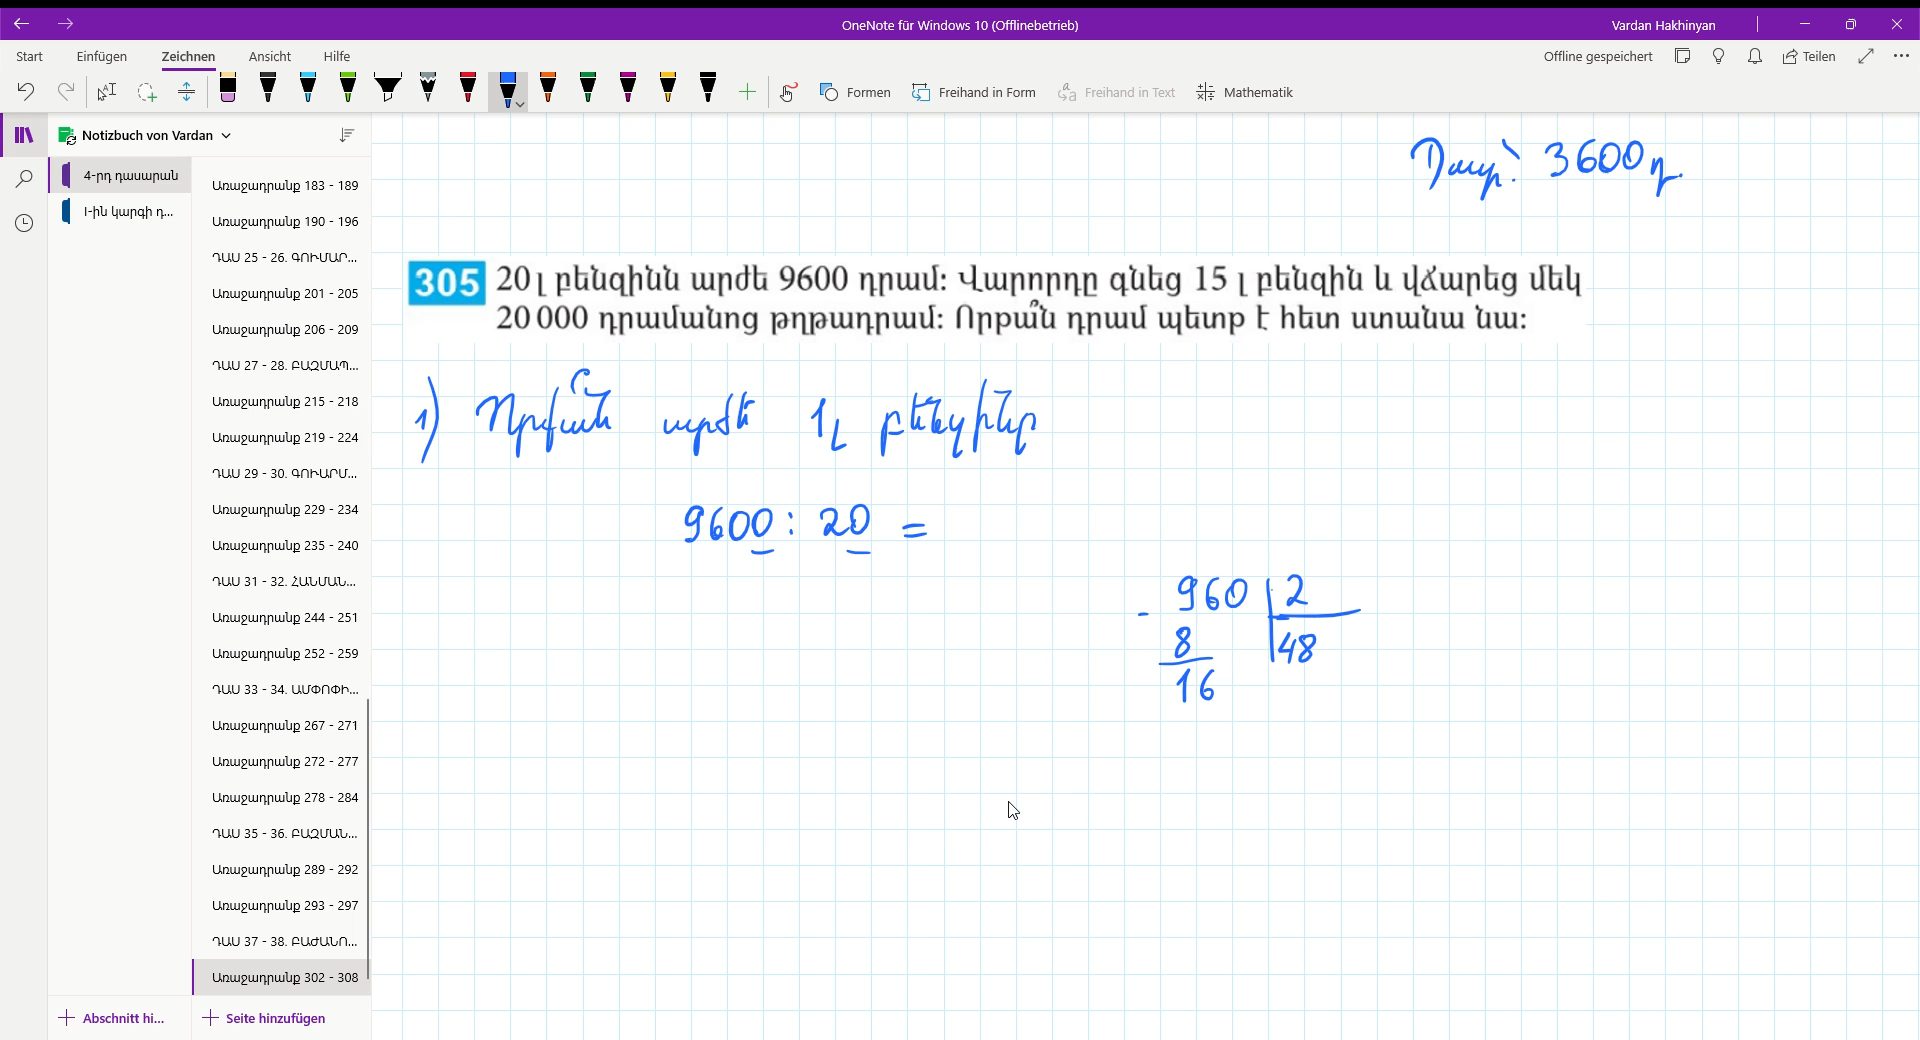 OneNote für Windows 10 (Offlinebetrieb)
Vardan Hakhinyan
Start Einfügen Zeichnen Ansicht Hilfe
Offline gespeichert Teilen
Formen Freihand in Form Freihand in Text Mathematik
Notizbuch von Vardan
4-րդ դասարան
I-ին կարգի դ...
Առաջադրանք 183 - 189
Առաջադրանք 190 - 196
ԴԱՍ 25 - 26. ԳՈՒՄԱՐ...
Առաջադրանք 201 - 205
Առաջադրանք 206 - 209
ԴԱՍ 27 - 28. ԲԱԶՄԱՊ...
Առաջադրանք 215 - 218
Առաջադրանք 219 - 224
ԴԱՍ 29 - 30. ԳՈՒԱՐՄ...
Առաջադրանք 229 - 234
Առաջադրանք 235 - 240
ԴԱՍ 31 - 32. ՀԱՆՄԱՆ...
Առաջադրանք 244 - 251
Առաջադրանք 252 - 259
ԴԱՍ 33 - 34. ԱՄՓՈՓԻ...
Առաջադրանք 267 - 271
Առաջադրանք 272 - 277
Առաջադրանք 278 - 284
ԴԱՍ 35 - 36. ԲԱԶՄԱՆ...
Առաջադրանք 289 - 292
Առաջադրանք 293 - 297
ԴԱՍ 37 - 38. ԲԱԺԱՆՈ...
Առաջադրանք 302 - 308
Abschnitt hi...
Seite hinzufügen
Պատ՝ 3600դ.
305 20 լ բենզինն արժե 9600 դրամ: Վարորդը գնեց 15 լ բենզին և վճարեց մեկ
20 000 դրամանոց թղթադրամ: Որքա՞ն դրամ պետք է հետ ստանա նա:
1) Որքա՞ն արժե 1լ բենզինը
9600 : 20 =
- 960 2
8 48
16